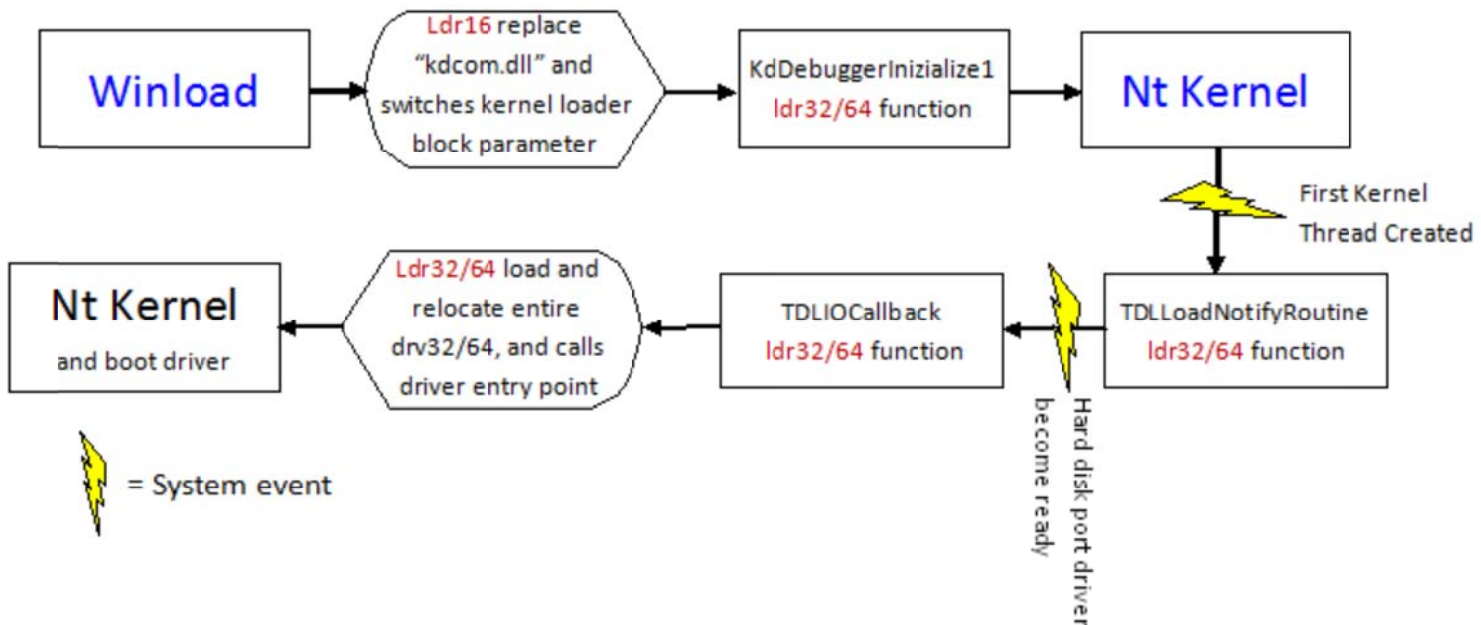 Winload
Ldr16 replace
“kdcom.dll” and
switches kernel loader
block parameter
KdDebuggerInizialize1
ldr32/64 function
Nt Kernel
First Kernel
Thread Created
TDLLoadNotifyRoutine
ldr32/64 function
Hard disk port driver
become ready
TDLIOCallback
ldr32/64 function
Ldr32/64 load and
relocate entire
drv32/64, and calls
driver entry point
Nt Kernel
and boot driver
= System event